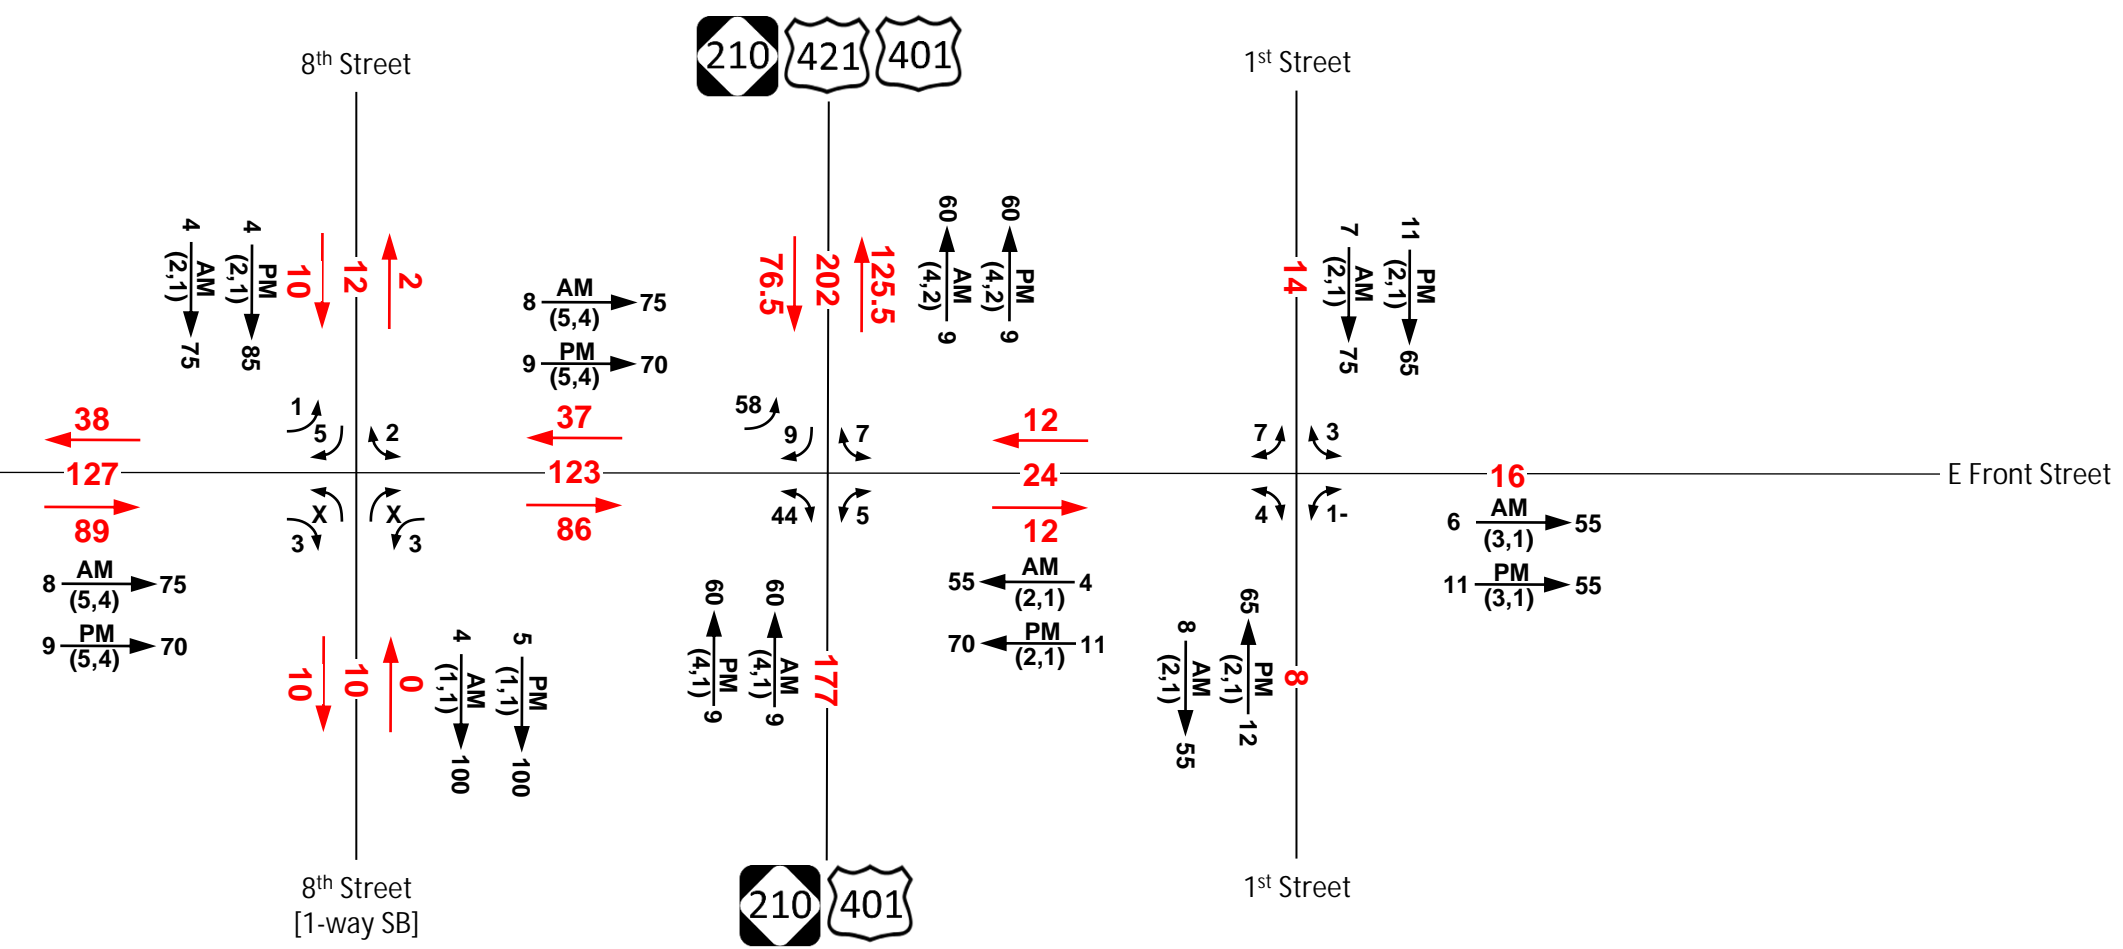 210 421 401
8th Street
1st Street
4 AM (2,1) 75
4 PM (2,1) 85
10
12
2
8 AM (5,4) 75
9 PM (5,4) 70
76.5
202
125.5
60 AM (4,2) 9
60 PM (4,2) 9
14
7 AM (2,1) 75
11 PM (2,1) 65
38
1
5
2
37
58
9
7
12
7
3
127
123
24
16
E Front Street
89
X
X
3
3
86
44
5
12
4
1-
6 AM (3,1) 55
11 PM (3,1) 55
8 AM (5,4) 75
9 PM (5,4) 70
10
10
0
4 AM (1,1) 100
5 PM (1,1) 100
60 PM (4,1) 9
60 AM (4,1) 9
177
55 AM (2,1) 4
70 PM (2,1) 11
8 AM (2,1) 55
65 PM (2,1) 12
8
8th Street
[1-way SB]
210 401
1st Street